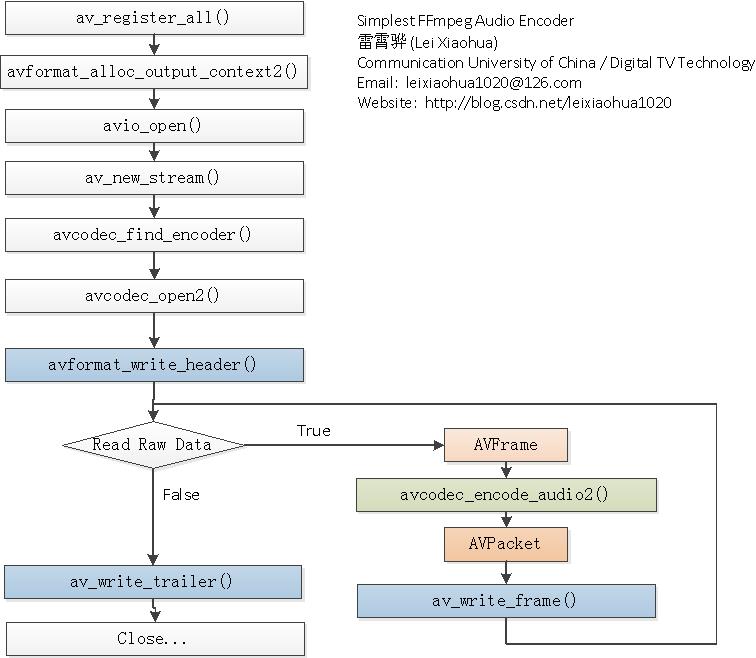 av_register_all()
Simplest FFmpeg Audio Encoder
雷霄骅 (Lei Xiaohua)
Communication University of China / Digital TV Technology
Email: leixiaohua1020@126.com
Website: http://blog.csdn.net/leixiaohua1020
avformat_alloc_output_context2()
avio_open()
av_new_stream()
avcodec_find_encoder()
avcodec_open2()
avformat_write_header()
Read Raw Data
True
AVFrame
avcodec_encode_audio2()
False
AVPacket
av_write_trailer()
av_write_frame()
Close...